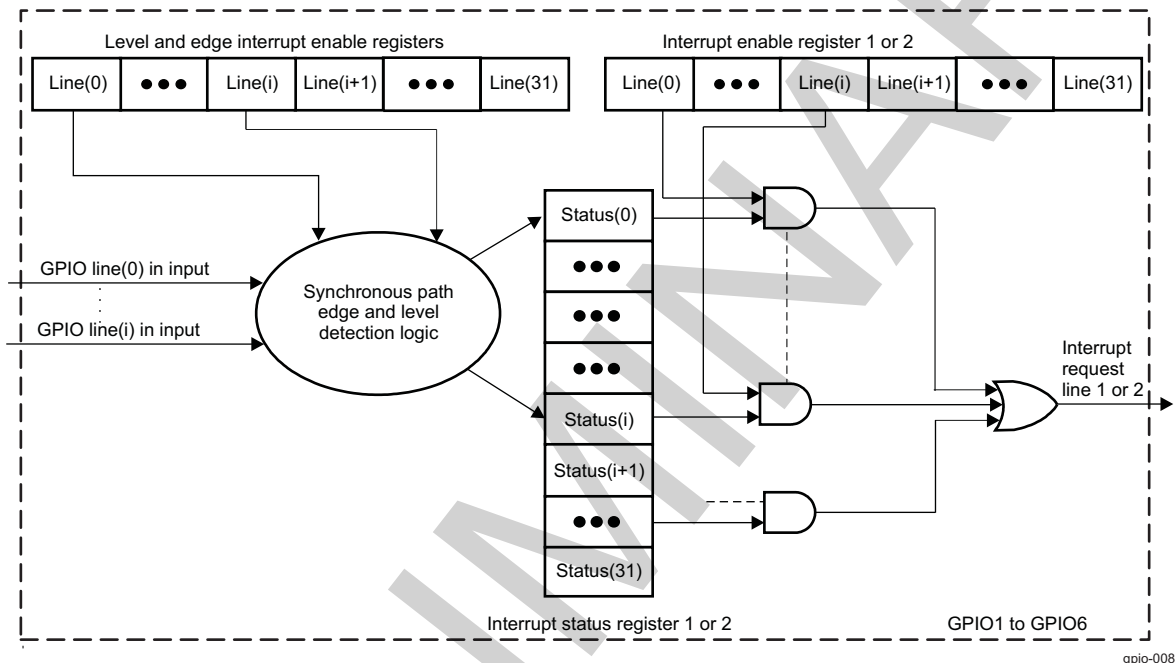 Level and edge interrupt enable registers
Interrupt enable register 1 or 2
Line(0) ●●● Line(i) Line(i+1) ●●● Line(31)
Line(0) ●●● Line(i) Line(i+1) ●●● Line(31)
GPIO line(0) in input
GPIO line(i) in input
Synchronous path
edge and level
detection logic
Status(0)
●●●
●●●
●●●
Status(i)
Status(i+1)
●●●
Status(31)
Interrupt
request
line 1 or 2
Interrupt status register 1 or 2
GPIO1 to GPIO6
gpio-008